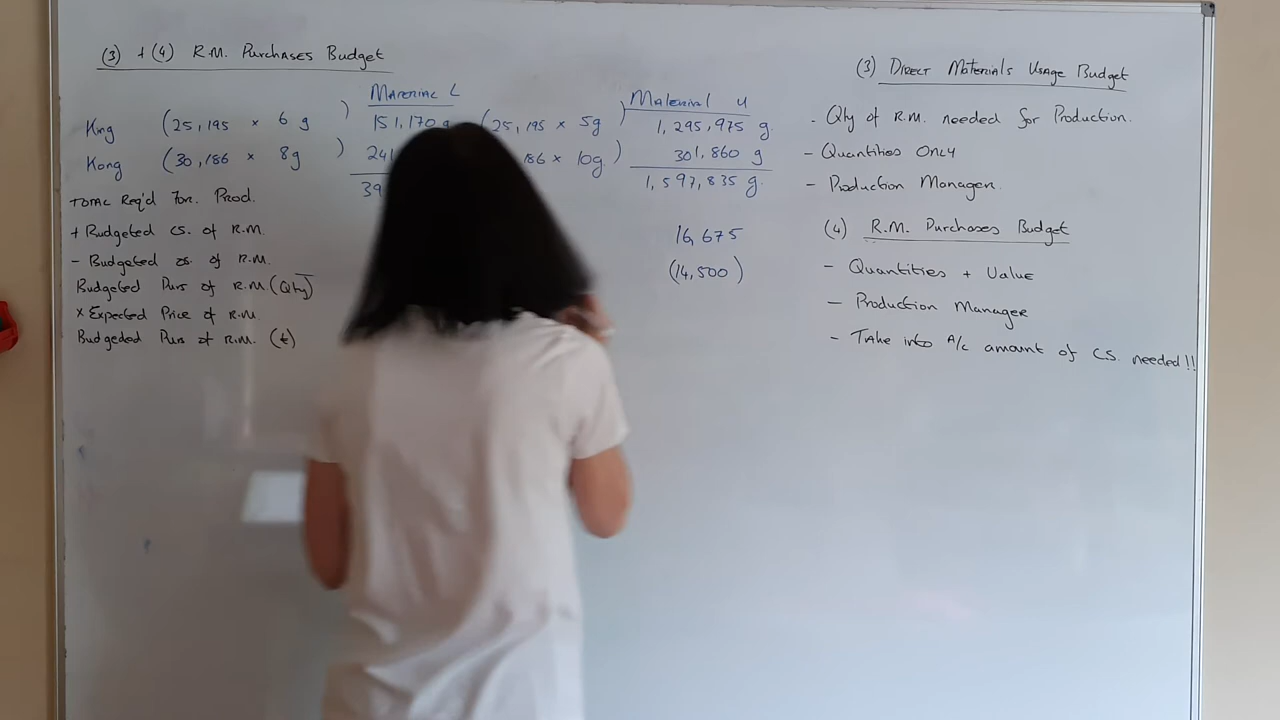 (3) + (4) R.M. Purchases Budget
Material L
Material U
King (25,195 × 6g) 151,170 g (25,195 × 5g) 1,295,975 g.
Kong (30,186 × 8g) 241 186 × 10g.) 301,860 g
39 1,597,835 g.
TOTAL Req'd For. Prod.
+ Budgeted CS. of R.M. 16,675
- Budgeted os. of R.M. (14,500)
Budgeted Purs of R.M (Qty)
× Expected Price of R.M.
Budgeded Purs of R.M. (€)
(3) Direct Materials Usage Budget
- Qty of R.M. needed for Production.
- Quantities Only
- Production Manager.
(4) R.M. Purchases Budget
- Quantities + Value
- Production Manager
- Take into A/c amount of CS. needed!!